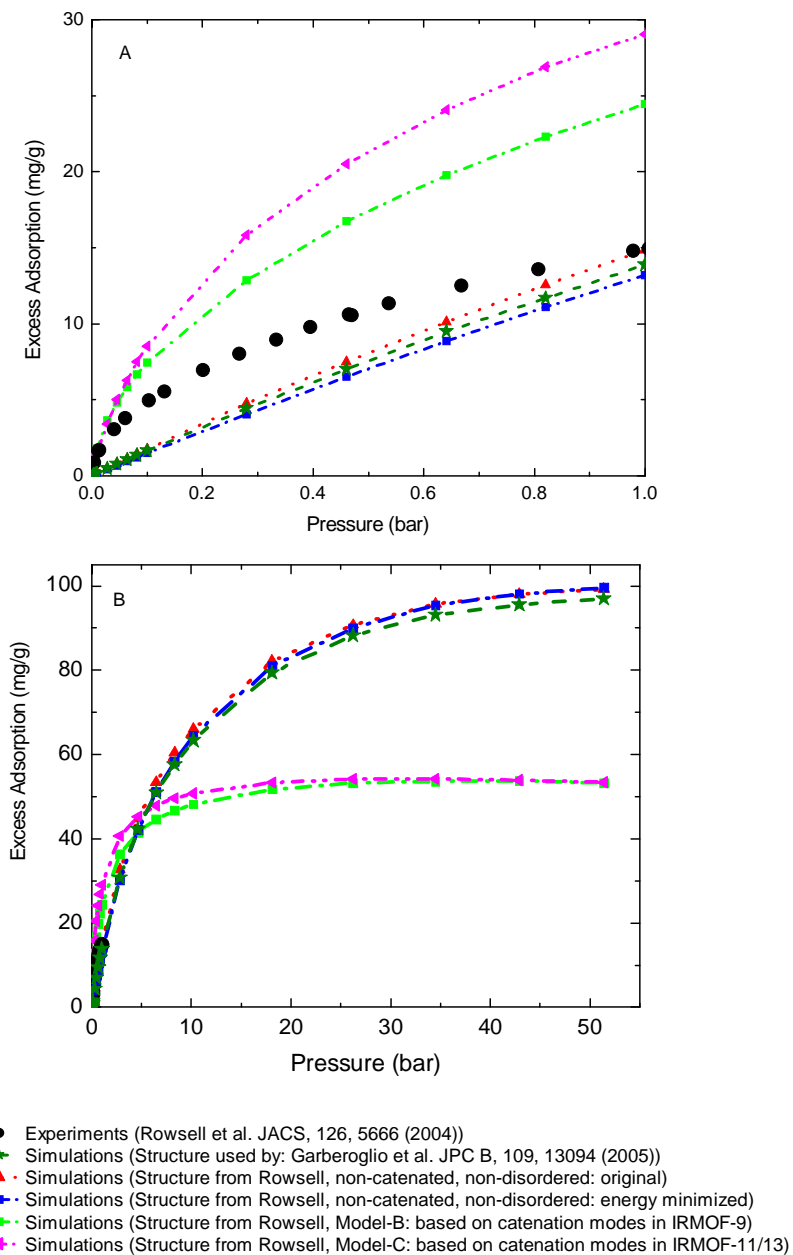 30
A
20
10
0
0.0 0.2 0.4 0.6 0.8 1.0
Excess Adsorption (mg/g)
Pressure (bar)
100
B
80
60
40
20
0
0 10 20 30 40 50
Excess Adsorption (mg/g)
Pressure (bar)
Experiments (Rowsell et al. JACS, 126, 5666 (2004))
Simulations (Structure used by: Garberoglio et al. JPC B, 109, 13094 (2005))
Simulations (Structure from Rowsell, non-catenated, non-disordered: original)
Simulations (Structure from Rowsell, non-catenated, non-disordered: energy minimized)
Simulations (Structure from Rowsell, Model-B: based on catenation modes in IRMOF-9)
Simulations (Structure from Rowsell, Model-C: based on catenation modes in IRMOF-11/13)